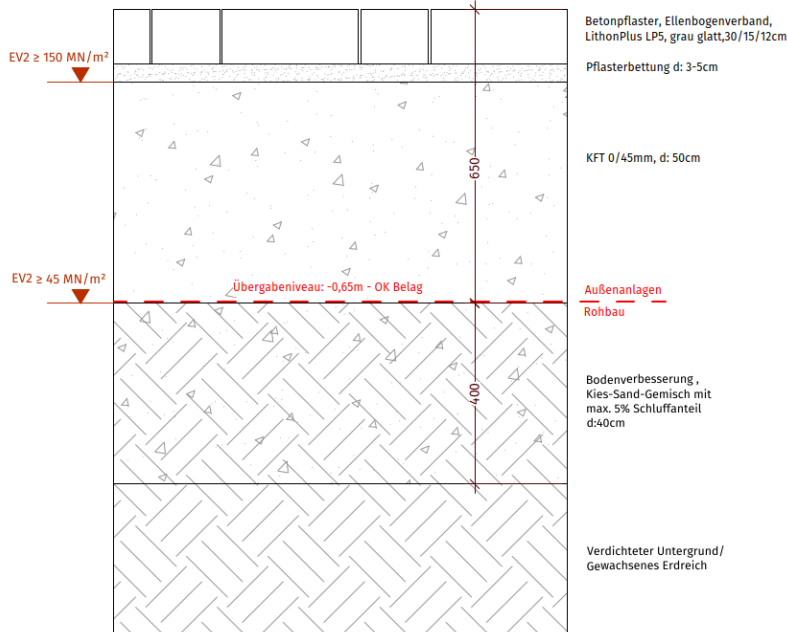 Betonpflaster, Ellenbogenverband,
LithonPlus LP5, grau glatt,30/15/12cm
EV2 ≥ 150 MN/m²
Pflasterbettung d: 3-5cm
KFT 0/45mm, d: 50cm
650
EV2 ≥ 45 MN/m²
Übergabeniveau: -0,65m - OK Belag
Außenanlagen
Rohbau
Bodenverbesserung ,
Kies-Sand-Gemisch mit
max. 5% Schluffanteil
d:40cm
400
Verdichteter Untergrund/
Gewachsenes Erdreich